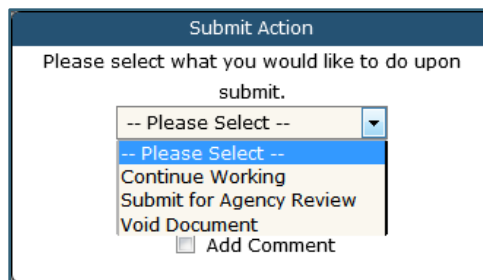 Submit Action
Please select what you would like to do upon
submit.
-- Please Select --
-- Please Select --
Continue Working
Submit for Agency Review
Void Document
Add Comment